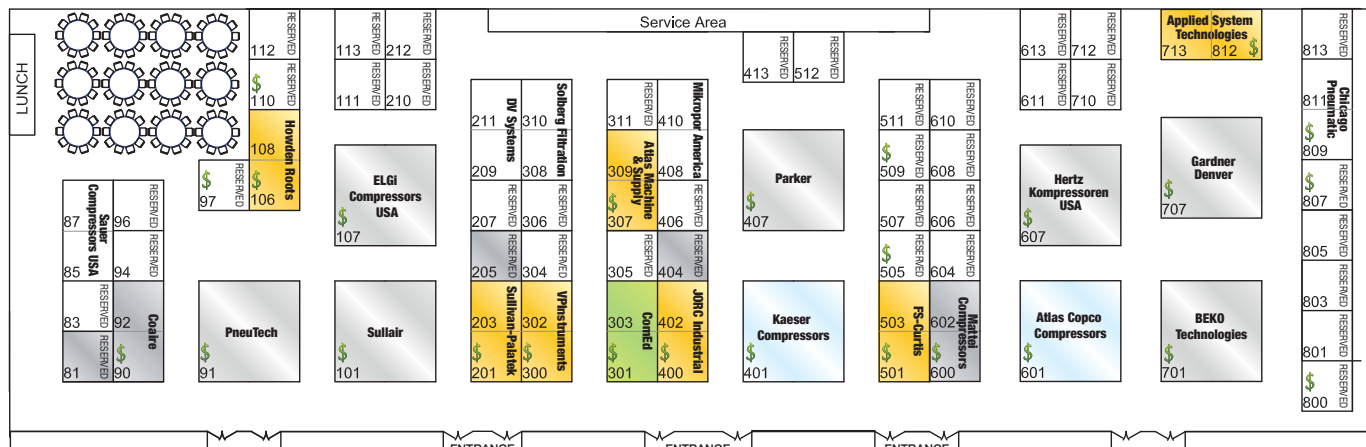 Service Area
LUNCH
RESERVED
112
$
RESERVED
110
Howden Roots
108
$
106
$
RESERVED
97
RESERVED
113
RESERVED
212
RESERVED
111
RESERVED
210
ELGi
Compressors
USA
$
107
Sauer
Compressors USA
87
85
RESERVED
96
RESERVED
94
RESERVED
83
RESERVED
81
Coaire
92
$
90
PneuTech
$
91
Sullair
$
101
DV Systems
211
209
Solberg Filtration
310
308
RESERVED
207
RESERVED
306
RESERVED
205
RESERVED
304
Sullivan-Palatek
203
$
201
VPInstruments
302
$
300
RESERVED
311
Mikropor America
410
408
Atlas Machine
& Supply
309
$
307
RESERVED
406
RESERVED
305
RESERVED
404
ComEd
303
$
301
JORC Industrial
402
$
400
RESERVED
413
RESERVED
512
Parker
$
407
Kaeser
Compressors
$
401
RESERVED
511
RESERVED
610
$
RESERVED
509
RESERVED
608
RESERVED
507
RESERVED
606
$
RESERVED
505
RESERVED
604
FS-Curtis
503
$
501
Mattei
Compressors
602
$
600
RESERVED
613
RESERVED
712
RESERVED
611
RESERVED
710
Hertz
Kompressoren
USA
$
607
Atlas Copco
Compressors
$
601
Applied System
Technologies
713
812
$
Gardner
Denver
$
707
BEKO
Technologies
$
701
RESERVED
813
Chicago
Pneumatic
811
$
809
$
RESERVED
807
RESERVED
805
RESERVED
803
RESERVED
801
$
RESERVED
800
ENTRANCE
ENTRANCE
ENTRANCE